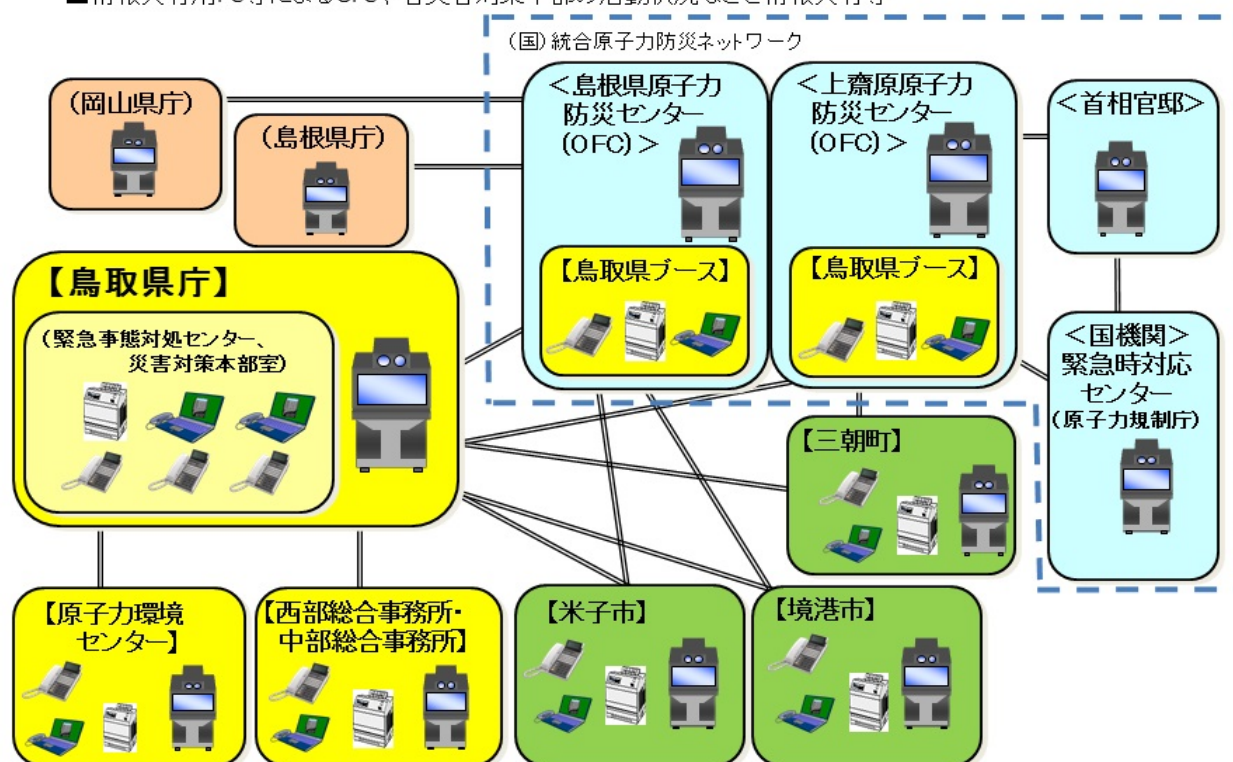 (国)統合原子力防災ネットワーク
(岡山県庁)
(島根県庁)
<島根県原子力
防災センター
(OFC)>
<上齋原原子力
防災センター
(OFC)>
<首相官邸>
【鳥取県ブース】
【鳥取県ブース】
【鳥取県庁】
(緊急事態対処センター、
災害対策本部室)
<国機関>
緊急時対応
センター
(原子力規制庁)
【三朝町】
【原子力環境
センター】
【西部総合事務所・
中部総合事務所】
【米子市】
【境港市】